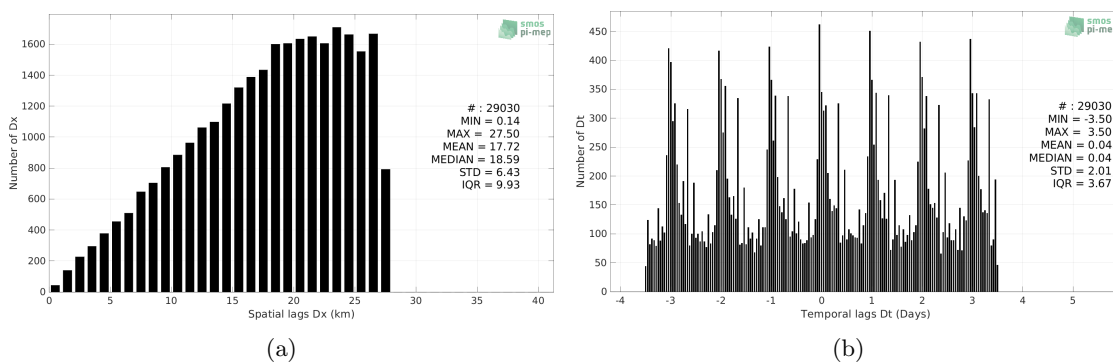 smos
pi-mep
1600
1400
1200
1000
800
600
400
200
0
Number of Dx
# : 29030
MIN = 0.14
MAX = 27.50
MEAN = 17.72
MEDIAN = 18.59
STD = 6.43
IQR = 9.93
0 5 10 15 20 25 30 35 40
Spatial lags Dx (km)
(a)
smos
pi-mep
450
400
350
300
250
200
150
100
50
0
Number of Dt
# : 29030
MIN = -3.50
MAX = 3.50
MEAN = 0.04
MEDIAN = 0.04
STD = 2.01
IQR = 3.67
-4 -3 -2 -1 0 1 2 3 4 5
Temporal lags Dt (Days)
(b)